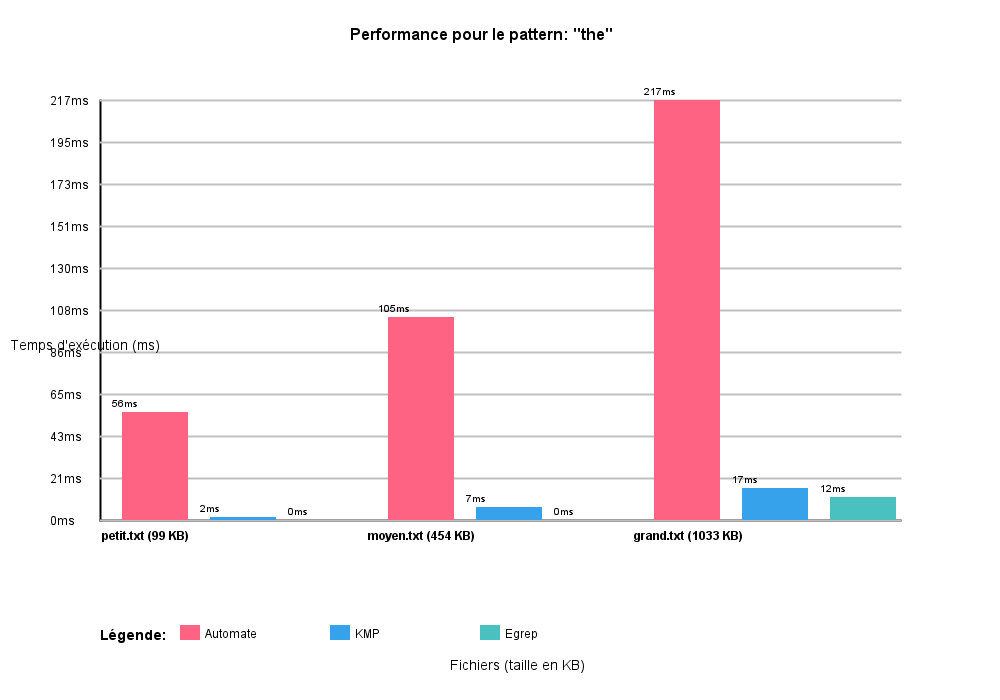 Performance pour le pattern: "the"
217ms
217ms
195ms
173ms
151ms
130ms
105ms
108ms
Temps d'exécution (ms)
86ms
65ms
56ms
43ms
21ms
17ms
12ms
7ms
2ms
0ms
0ms
0ms
petit.txt (99 KB) moyen.txt (454 KB) grand.txt (1033 KB)
Légende: Automate KMP Egrep
Fichiers (taille en KB)